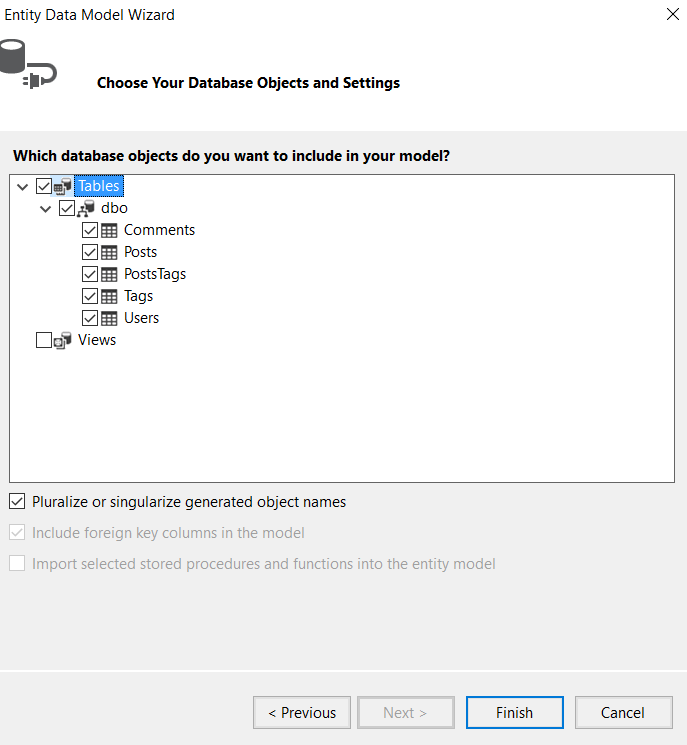 Entity Data Model Wizard
Choose Your Database Objects and Settings
Which database objects do you want to include in your model?
Tables
dbo
Comments
Posts
PostsTags
Tags
Users
Views
Pluralize or singularize generated object names
Include foreign key columns in the model
Import selected stored procedures and functions into the entity model
< Previous
Next >
Finish
Cancel